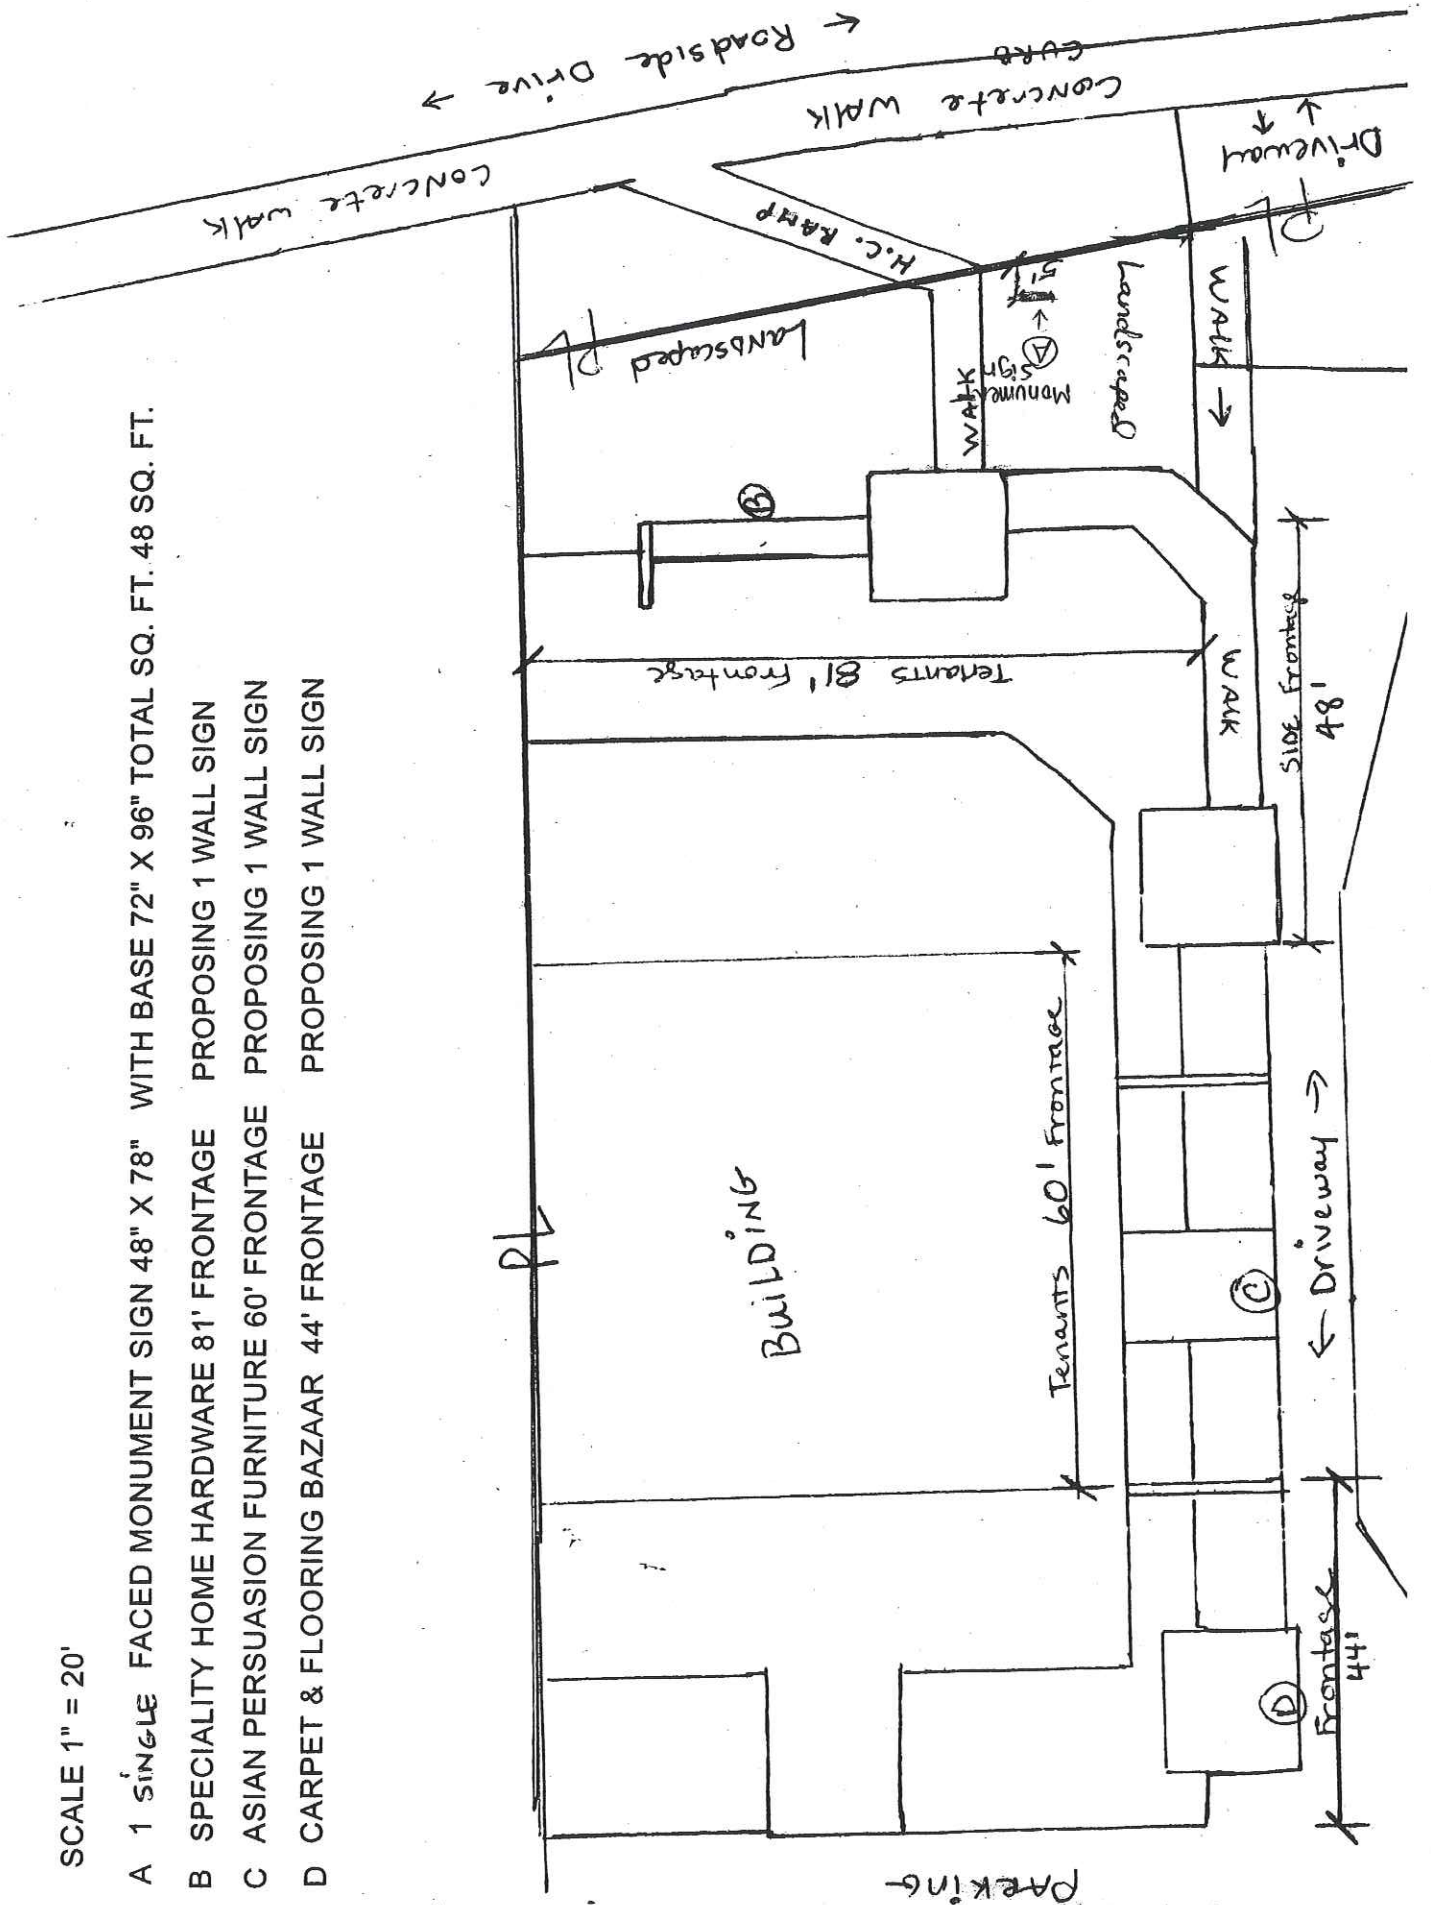 SCALE 1" = 20'
A 1 SINGLE FACED MONUMENT SIGN 48" X 78" WITH BASE 72" X 96" TOTAL SQ. FT. 48 SQ. FT.
B SPECIALITY HOME HARDWARE 81' FRONTAGE PROPOSING 1 WALL SIGN
C ASIAN PERSUASION FURNITURE 60' FRONTAGE PROPOSING 1 WALL SIGN
D CARPET & FLOORING BAZAAR 44' FRONTAGE PROPOSING 1 WALL SIGN
← Roadside Drive →
CURB
Concrete WAlK
Concrete WAlK
H.C. RAMP
Driveway
PL
PL
PL
Landscaped
Landscaped
5'
← A
Monument
Sign
WAlK
WAlK ←
WAlK
B
Tenants 81' Frontage
SIDE Frontage
48'
BuiLDiNG
Tenants 60' Frontage
C
← Driveway →
D
Frontage
44'
PARKiNG